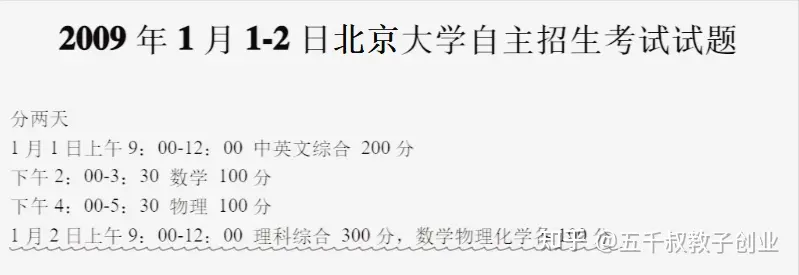 2009 年 1 月 1-2 日北京大学自主招生考试试题
分两天
1 月 1 日上午 9：00-12：00 中英文综合 200 分
下午 2：00-3：30 数学 100 分
下午 4：00-5：30 物理 100 分
1 月 2 日上午 9：00-12：00 理科综合 300 分，数学物理化学各 100 分
知乎 @五千叔教子创业